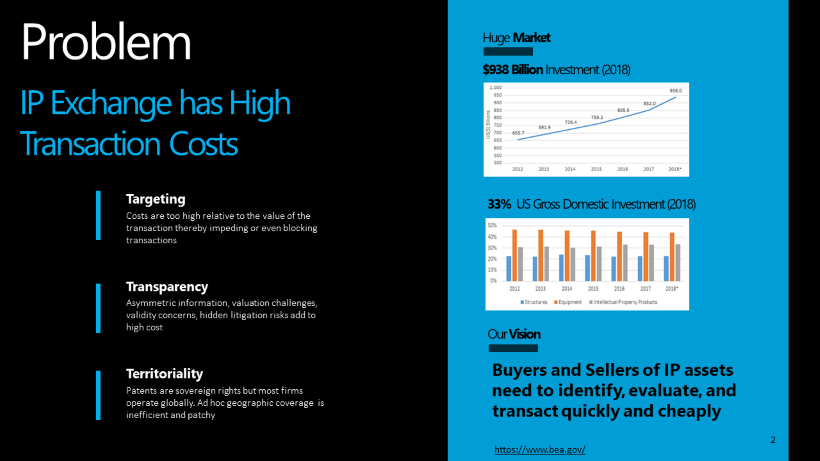 Problem
IP Exchange has High
Transaction Costs
Targeting
Costs are too high relative to the value of the
transaction thereby impeding or even blocking
transactions
Transparency
Asymmetric information, valuation challenges,
validity concerns, hidden litigation risks add to
high cost
Territoriality
Patents are sovereign rights but most firms
operate globally. Ad hoc geographic coverage is
inefficient and patchy
Huge Market
$938 Billion Investment (2018)
US($) Billions
1,000
950
900
850
800
750
700
650
600
550
500
655.7
691.9
726.4
759.2
805.5
852.0
938.0
2012 2013 2014 2015 2016 2017 2018*
33% US Gross Domestic Investment (2018)
50%
40%
30%
20%
10%
0%
2012 2013 2014 2015 2016 2017 2018*
Structures Equipment Intellectual Property Products
Our Vision
Buyers and Sellers of IP assets
need to identify, evaluate, and
transact quickly and cheaply
2
https://www.bea.gov/